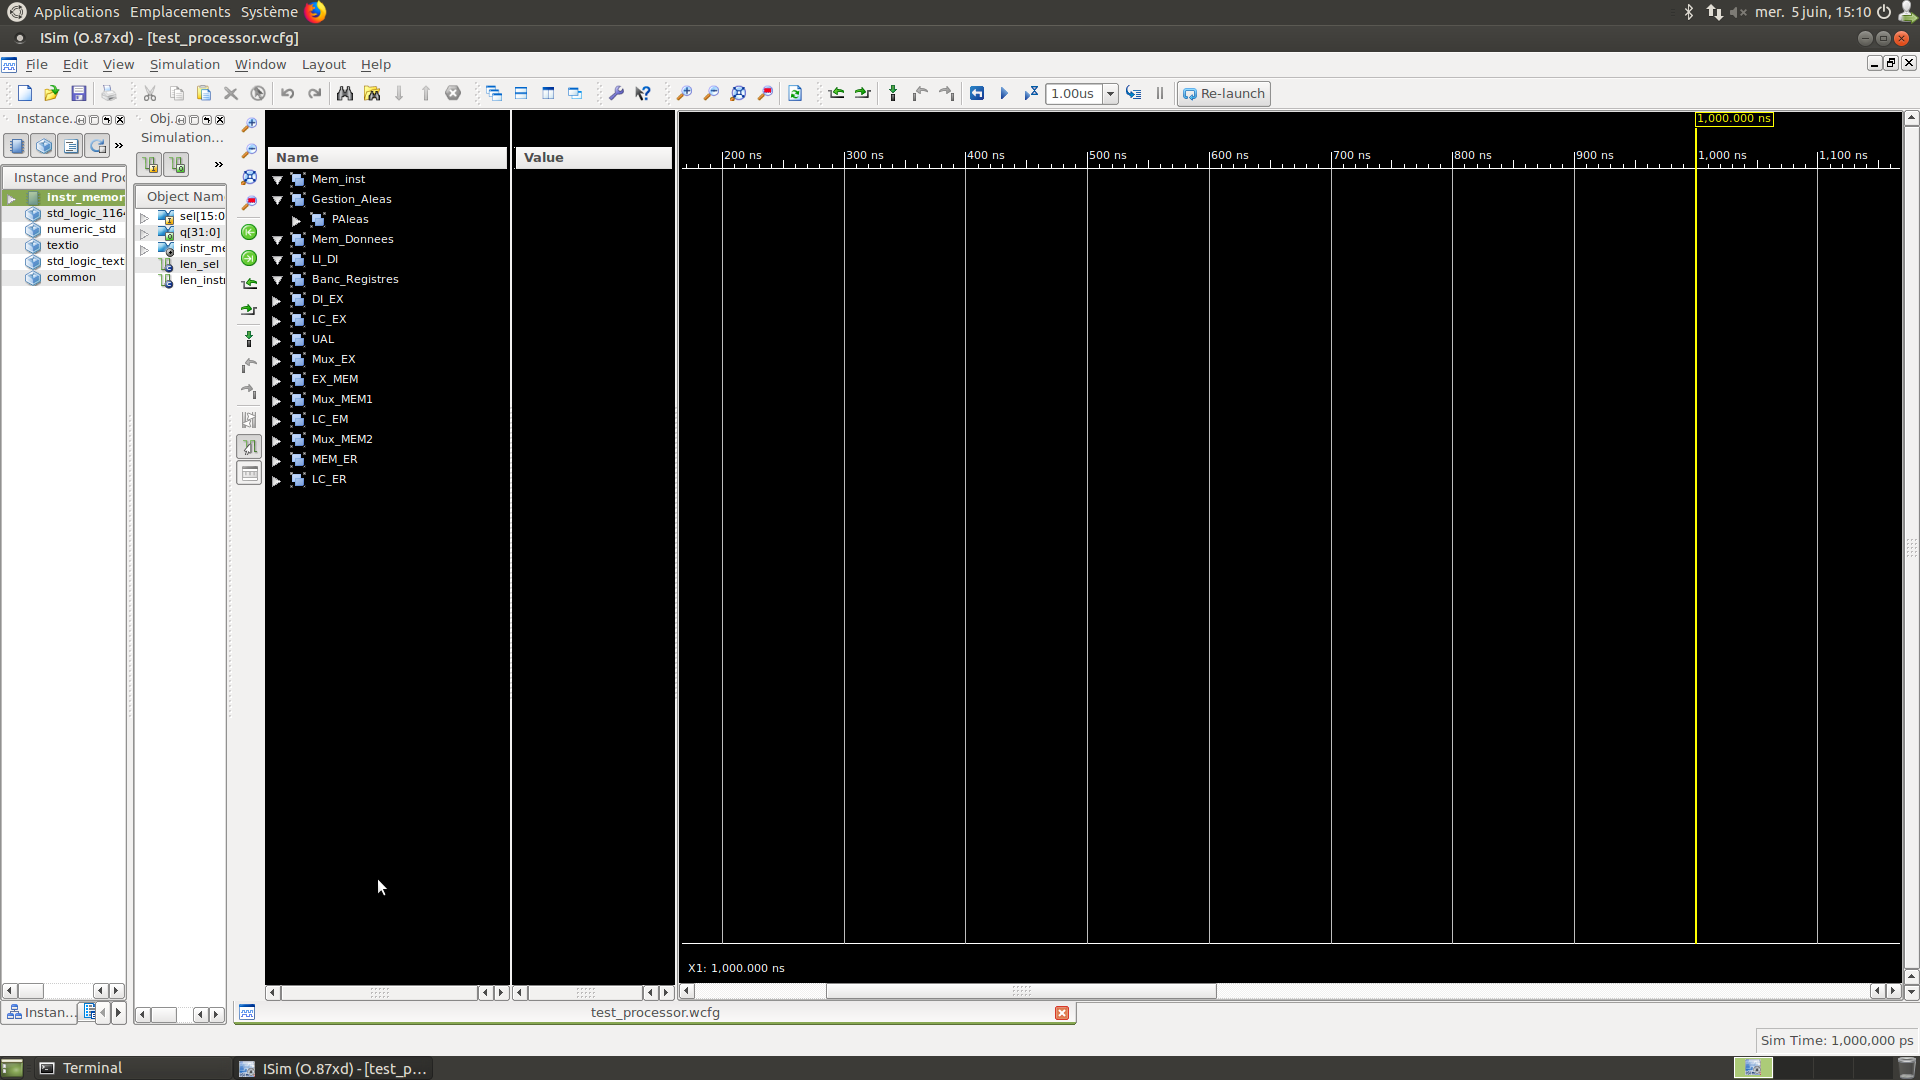 Applications Emplacements Système mer. 5 juin, 15:10
ISim (O.87xd) - [test_processor.wcfg]
File Edit View Simulation Window Layout Help
1.00us Re-launch
Instance..
Obj..
Simulation...
Instance and Proc
instr_memor
std_logic_116
numeric_std
textio
std_logic_text
common
Object Nam
sel[15:0
q[31:0]
instr_me
len_sel
len_instr
Name Value
Mem_inst
Gestion_Aleas
PAleas
Mem_Donnees
LI_DI
Banc_Registres
DI_EX
LC_EX
UAL
Mux_EX
EX_MEM
Mux_MEM1
LC_EM
Mux_MEM2
MEM_ER
LC_ER
1,000.000 ns
200 ns 300 ns 400 ns 500 ns 600 ns 700 ns 800 ns 900 ns 1,000 ns 1,100 ns
X1: 1,000.000 ns
Instan...
test_processor.wcfg
Sim Time: 1,000,000 ps
Terminal
ISim (O.87xd) - [test_p...